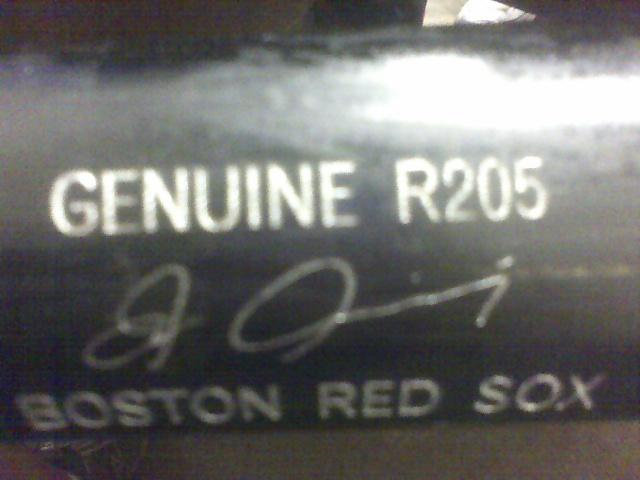 GENUINE R205
BOSTON RED SOX